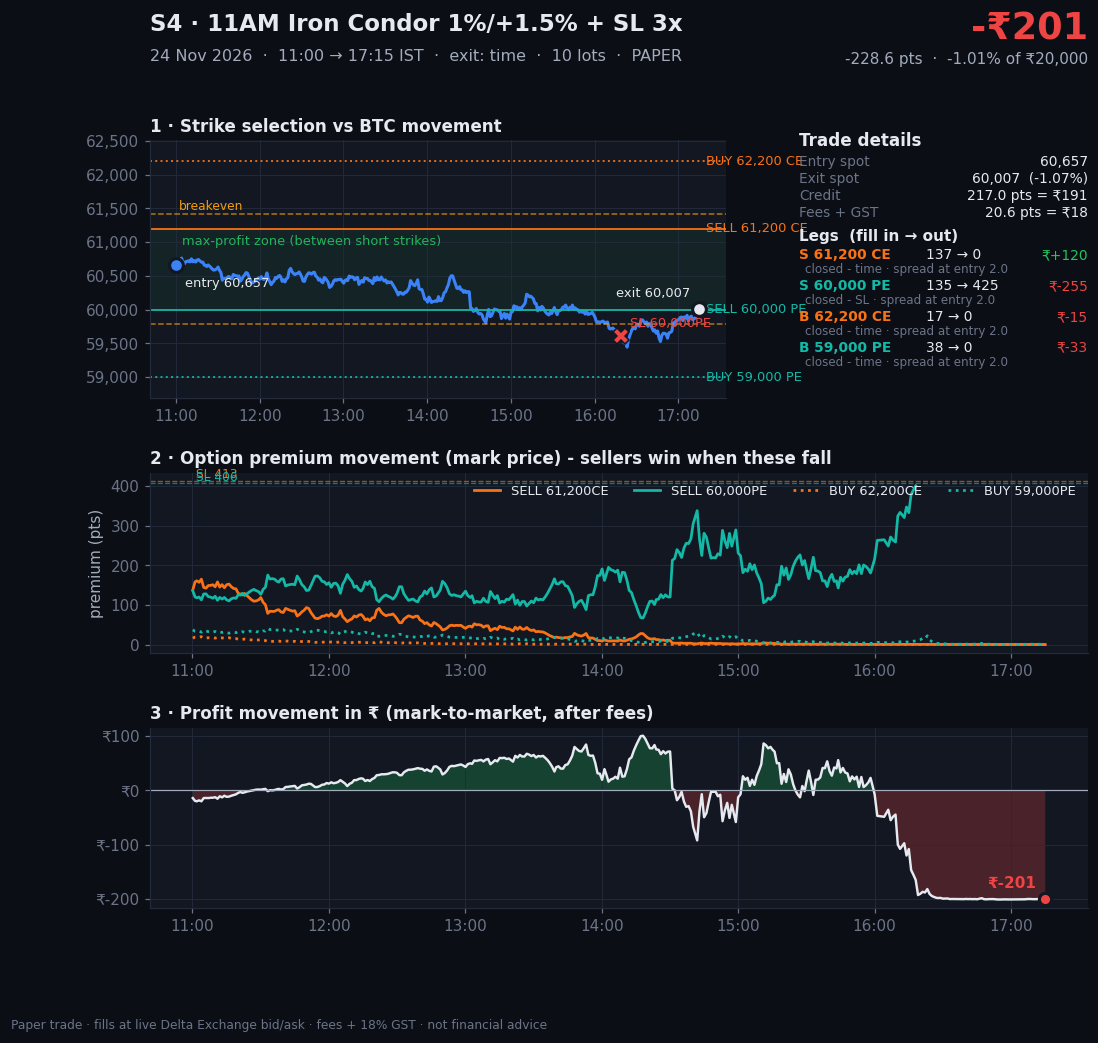 S4 · 11AM Iron Condor 1%/+1.5% + SL 3x
-₹201
24 Nov 2026 · 11:00 → 17:15 IST · exit: time · 10 lots · PAPER
-228.6 pts · -1.01% of ₹20,000
1 · Strike selection vs BTC movement
62,500
62,000
61,500
61,000
60,500
60,000
59,500
59,000
BUY 62,200 CE
breakeven
SELL 61,200 CE
max-profit zone (between short strikes)
entry 60,657
exit 60,007
SELL 60,000 PE
SL 60,000PE
BUY 59,000 PE
11:00 12:00 13:00 14:00 15:00 16:00 17:00
Trade details
Entry spot 60,657
Exit spot 60,007 (-1.07%)
Credit 217.0 pts = ₹191
Fees + GST 20.6 pts = ₹18
Legs (fill in → out)
S 61,200 CE 137 → 0 ₹+120
closed - time · spread at entry 2.0
S 60,000 PE 135 → 425 ₹-255
closed - SL · spread at entry 2.0
B 62,200 CE 17 → 0 ₹-15
closed - time · spread at entry 2.0
B 59,000 PE 38 → 0 ₹-33
closed - time · spread at entry 2.0
2 · Option premium movement (mark price) - sellers win when these fall
SL 413
SL 406
SELL 61,200CE SELL 60,000PE BUY 62,200CE BUY 59,000PE
premium (pts)
400
300
200
100
0
11:00 12:00 13:00 14:00 15:00 16:00 17:00
3 · Profit movement in ₹ (mark-to-market, after fees)
₹100
₹0
₹-100
₹-200
₹-201
11:00 12:00 13:00 14:00 15:00 16:00 17:00
Paper trade · fills at live Delta Exchange bid/ask · fees + 18% GST · not financial advice